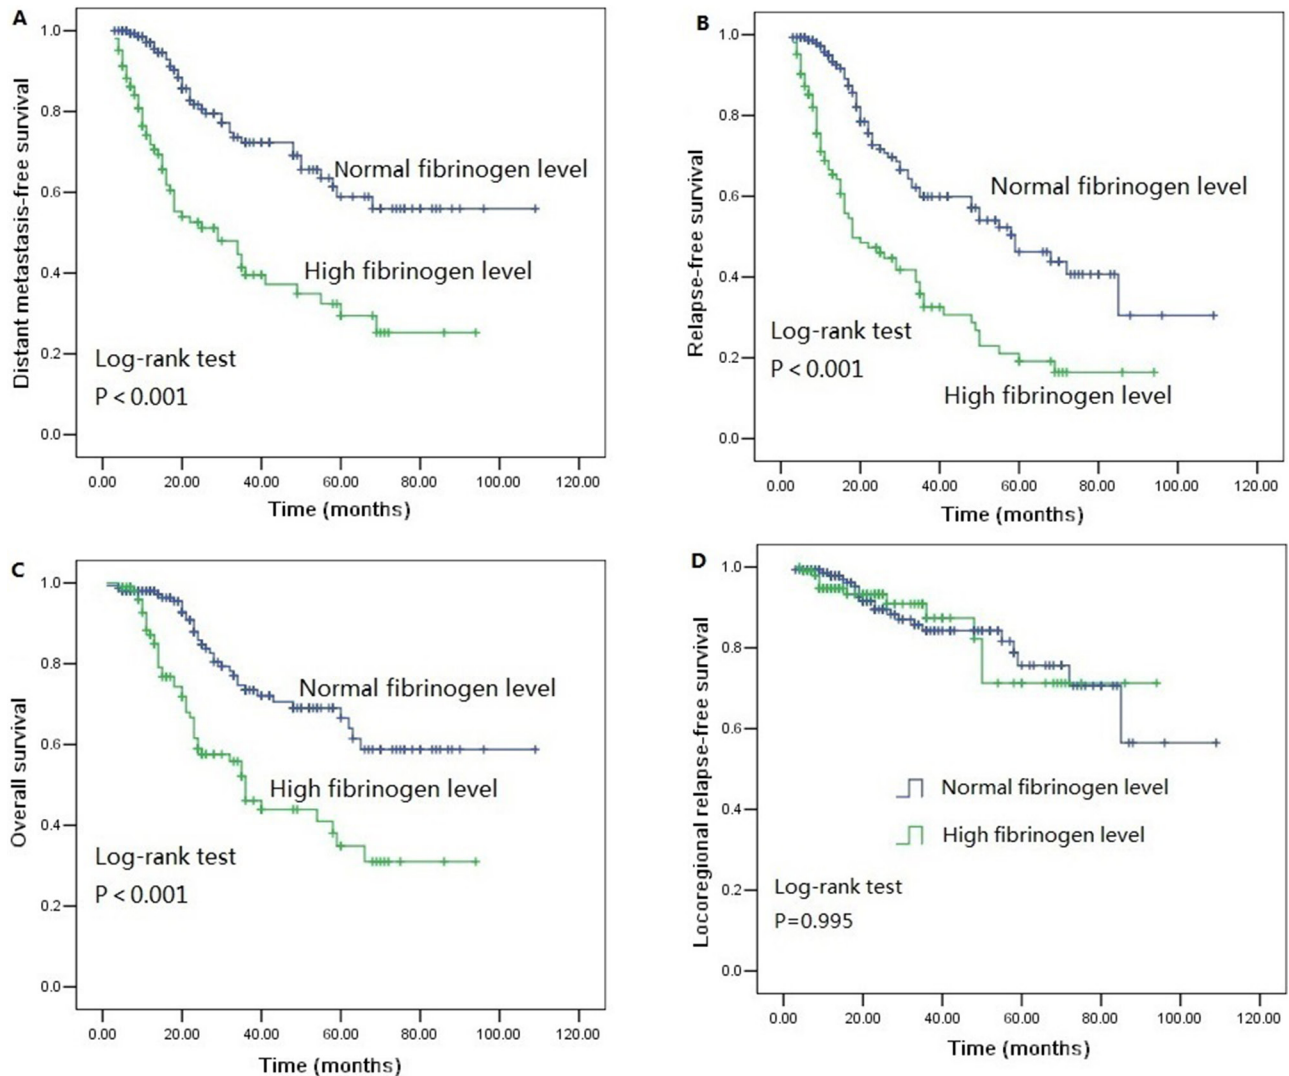 A
Distant metastasis-free survival
1.0
0.8
0.6
0.4
0.2
0.0
Normal fibrinogen level
High fibrinogen level
Log-rank test
P < 0.001
0.00 20.00 40.00 60.00 80.00 100.00 120.00
Time (months)
B
Relapse-free survival
1.0
0.8
0.6
0.4
0.2
0.0
Normal fibrinogen level
Log-rank test
P < 0.001
High fibrinogen level
0.00 20.00 40.00 60.00 80.00 100.00 120.00
Time (months)
C
Overall survival
1.0
0.8
0.6
0.4
0.2
0.0
Normal fibrinogen level
High fibrinogen level
Log-rank test
P < 0.001
0.00 20.00 40.00 60.00 80.00 100.00 120.00
Time (months)
D
Locoregional relapse-free survival
1.0
0.8
0.6
0.4
0.2
0.0
Normal fibrinogen level
High fibrinogen level
Log-rank test
P=0.995
0.00 20.00 40.00 60.00 80.00 100.00 120.00
Time (months)